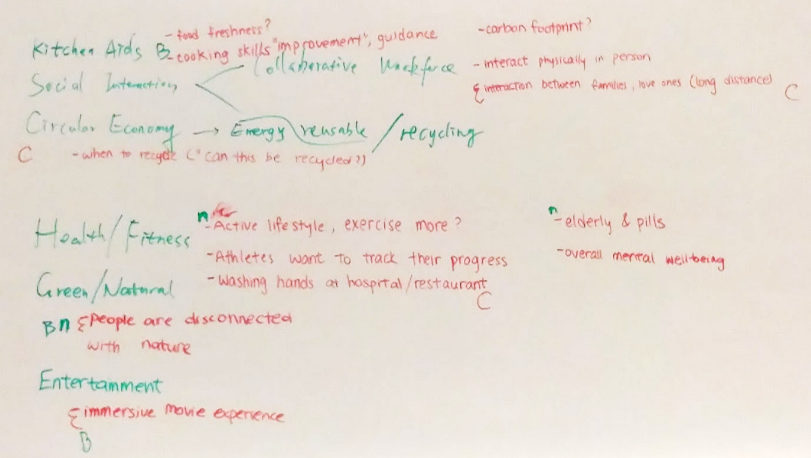 - food freshness?
- carbon footprint?
Kitchen Aids B - cooking skills "improvement", guidance
Collaborative Workforce - interact physically in person
Social Interaction
interaction between families, love ones (long distance) C
Circular Economy → Energy reusable / recycling
C - when to recycle (" can this be recycled?")
n - Active lifestyle, exercise more?
n - elderly & pills
Health/Fitness
- Athletes want to track their progress
- overall mental well-being
Green/Natural - Washing hands at hospital/restaurant
C
B n People are disconnected
with nature
Entertainment
immersive movie experience
B